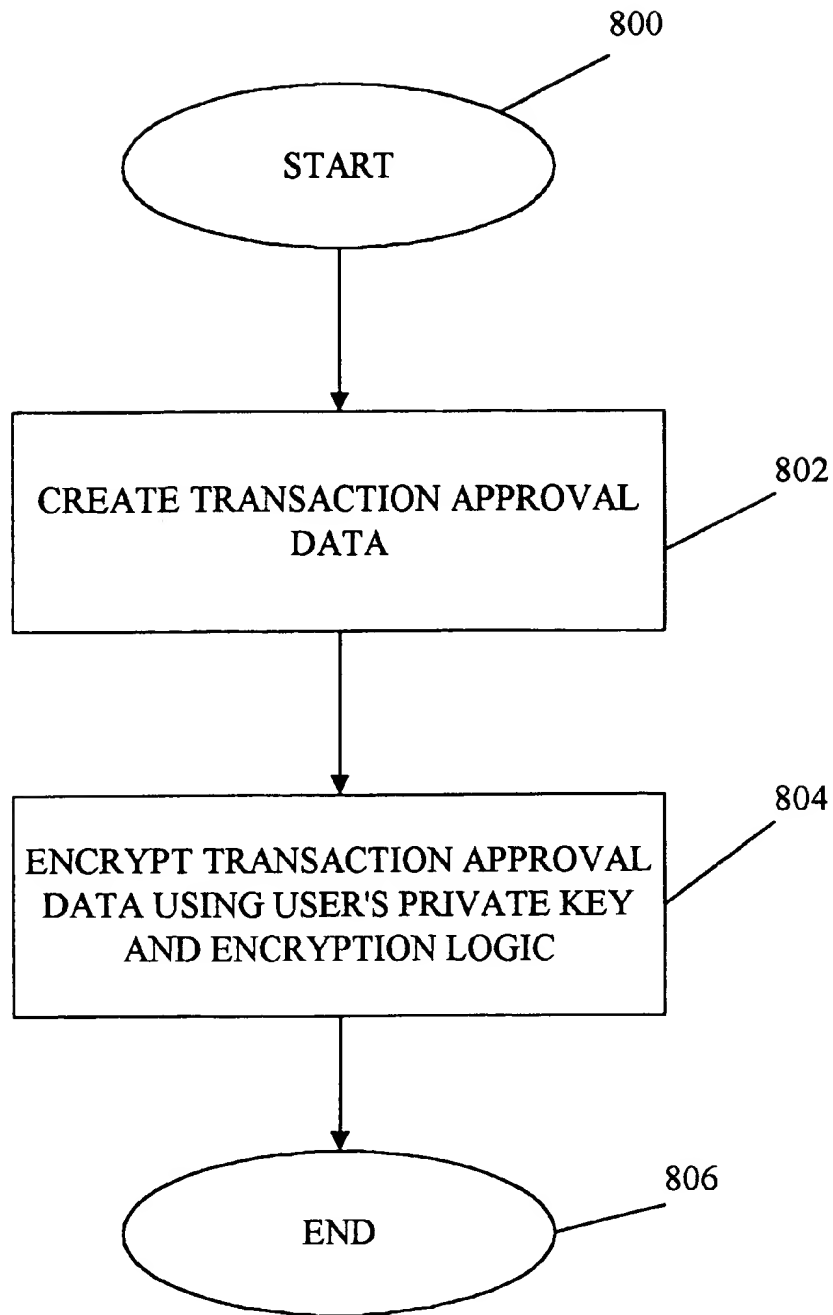 800
START
802
CREATE TRANSACTION APPROVAL
DATA
804
ENCRYPT TRANSACTION APPROVAL
DATA USING USER'S PRIVATE KEY
AND ENCRYPTION LOGIC
806
END